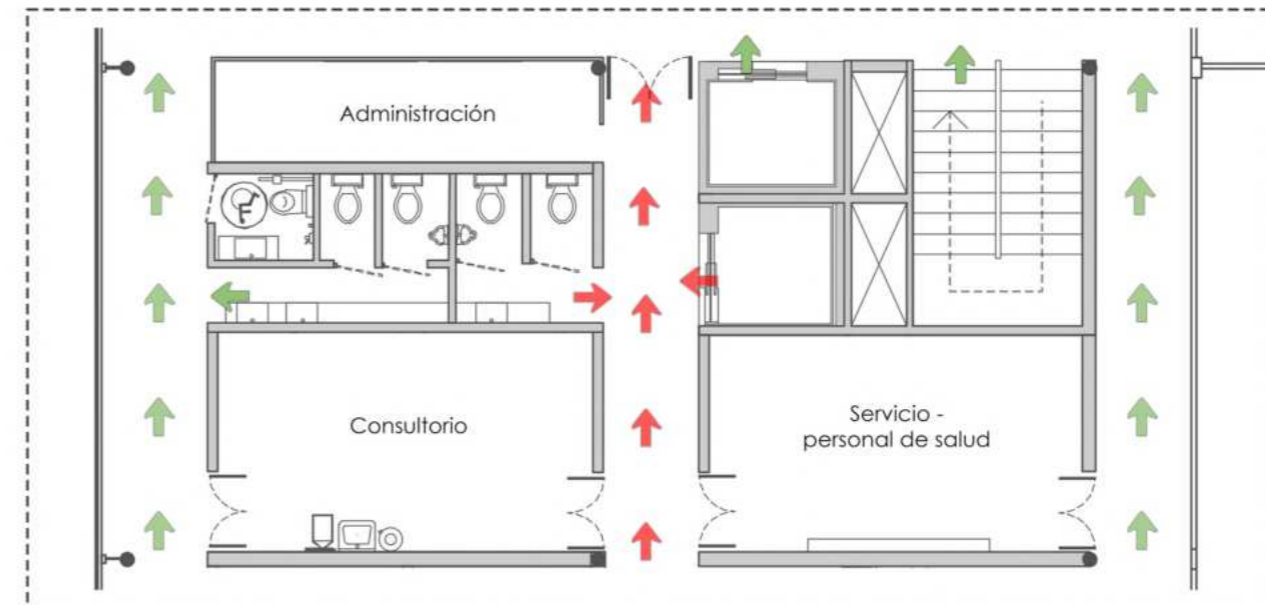 Administración
Consultorio
Servicio -
personal de salud